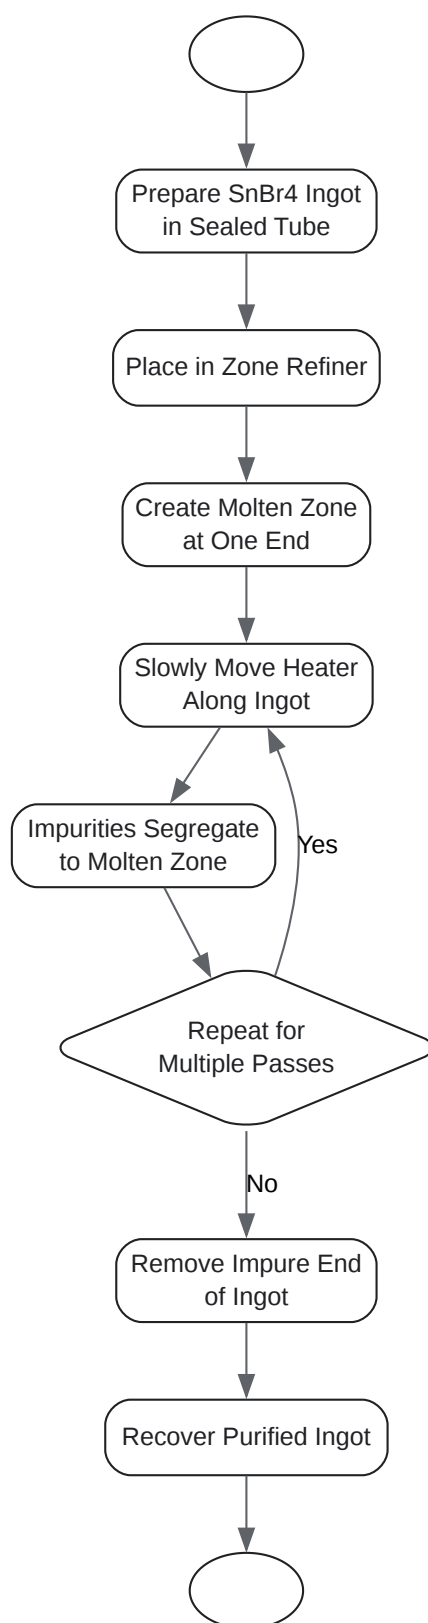 Prepare SnBr4 Ingot
in Sealed Tube
Place in Zone Refiner
Create Molten Zone
at One End
Slowly Move Heater
Along Ingot
Impurities Segregate
to Molten Zone
Yes
Repeat for
Multiple Passes
No
Remove Impure End
of Ingot
Recover Purified Ingot